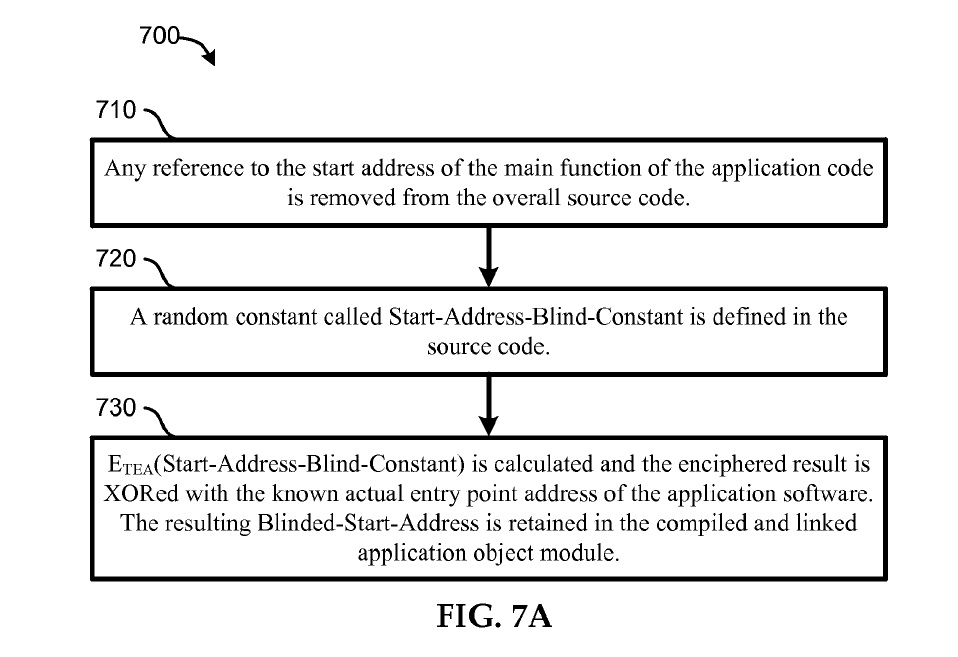 700
710
Any reference to the start address of the main function of the application code
is removed from the overall source code.
720
A random constant called Start-Address-Blind-Constant is defined in the
source code.
730
E_TEA(Start-Address-Blind-Constant) is calculated and the enciphered result is
XORed with the known actual entry point address of the application software.
The resulting Blinded-Start-Address is retained in the compiled and linked
application object module.
FIG. 7A